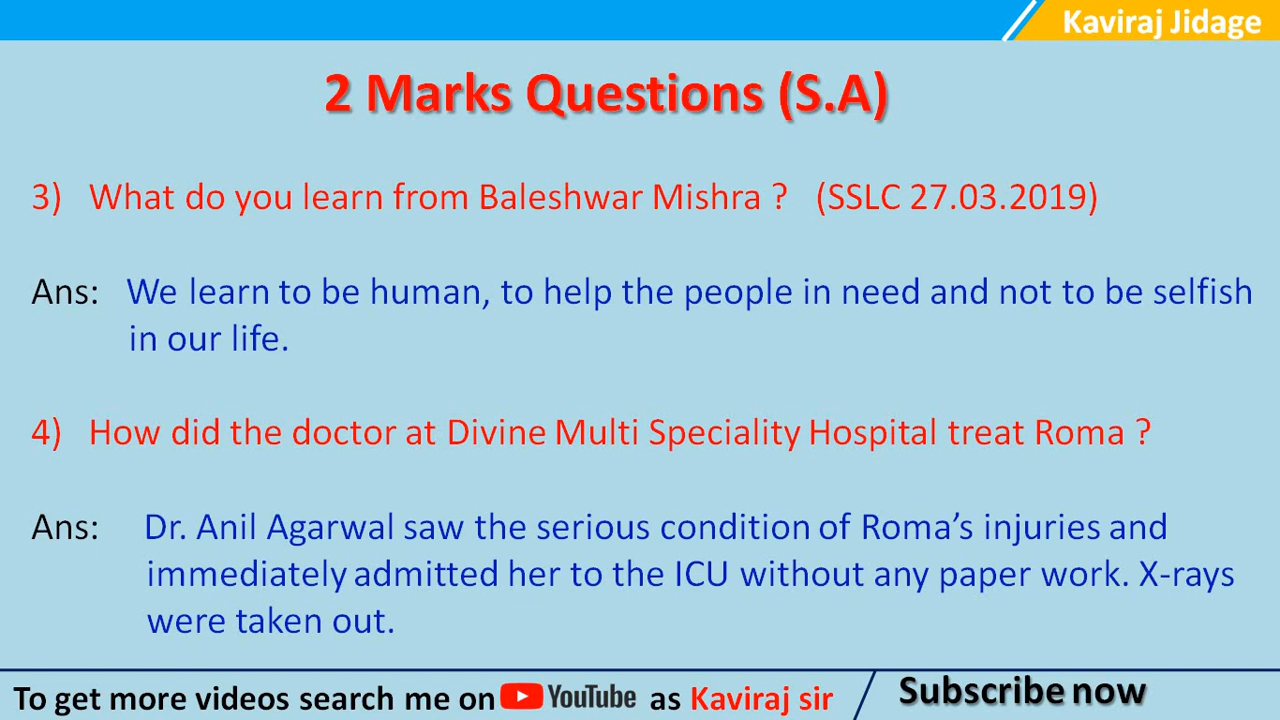 Kaviraj Jidage
2 Marks Questions (S.A)
3) What do you learn from Baleshwar Mishra ? (SSLC 27.03.2019)
Ans: We learn to be human, to help the people in need and not to be selfish
in our life.
4) How did the doctor at Divine Multi Speciality Hospital treat Roma ?
Ans: Dr. Anil Agarwal saw the serious condition of Roma’s injuries and
immediately admitted her to the ICU without any paper work. X-rays
were taken out.
To get more videos search me on YouTube as Kaviraj sir
Subscribe now